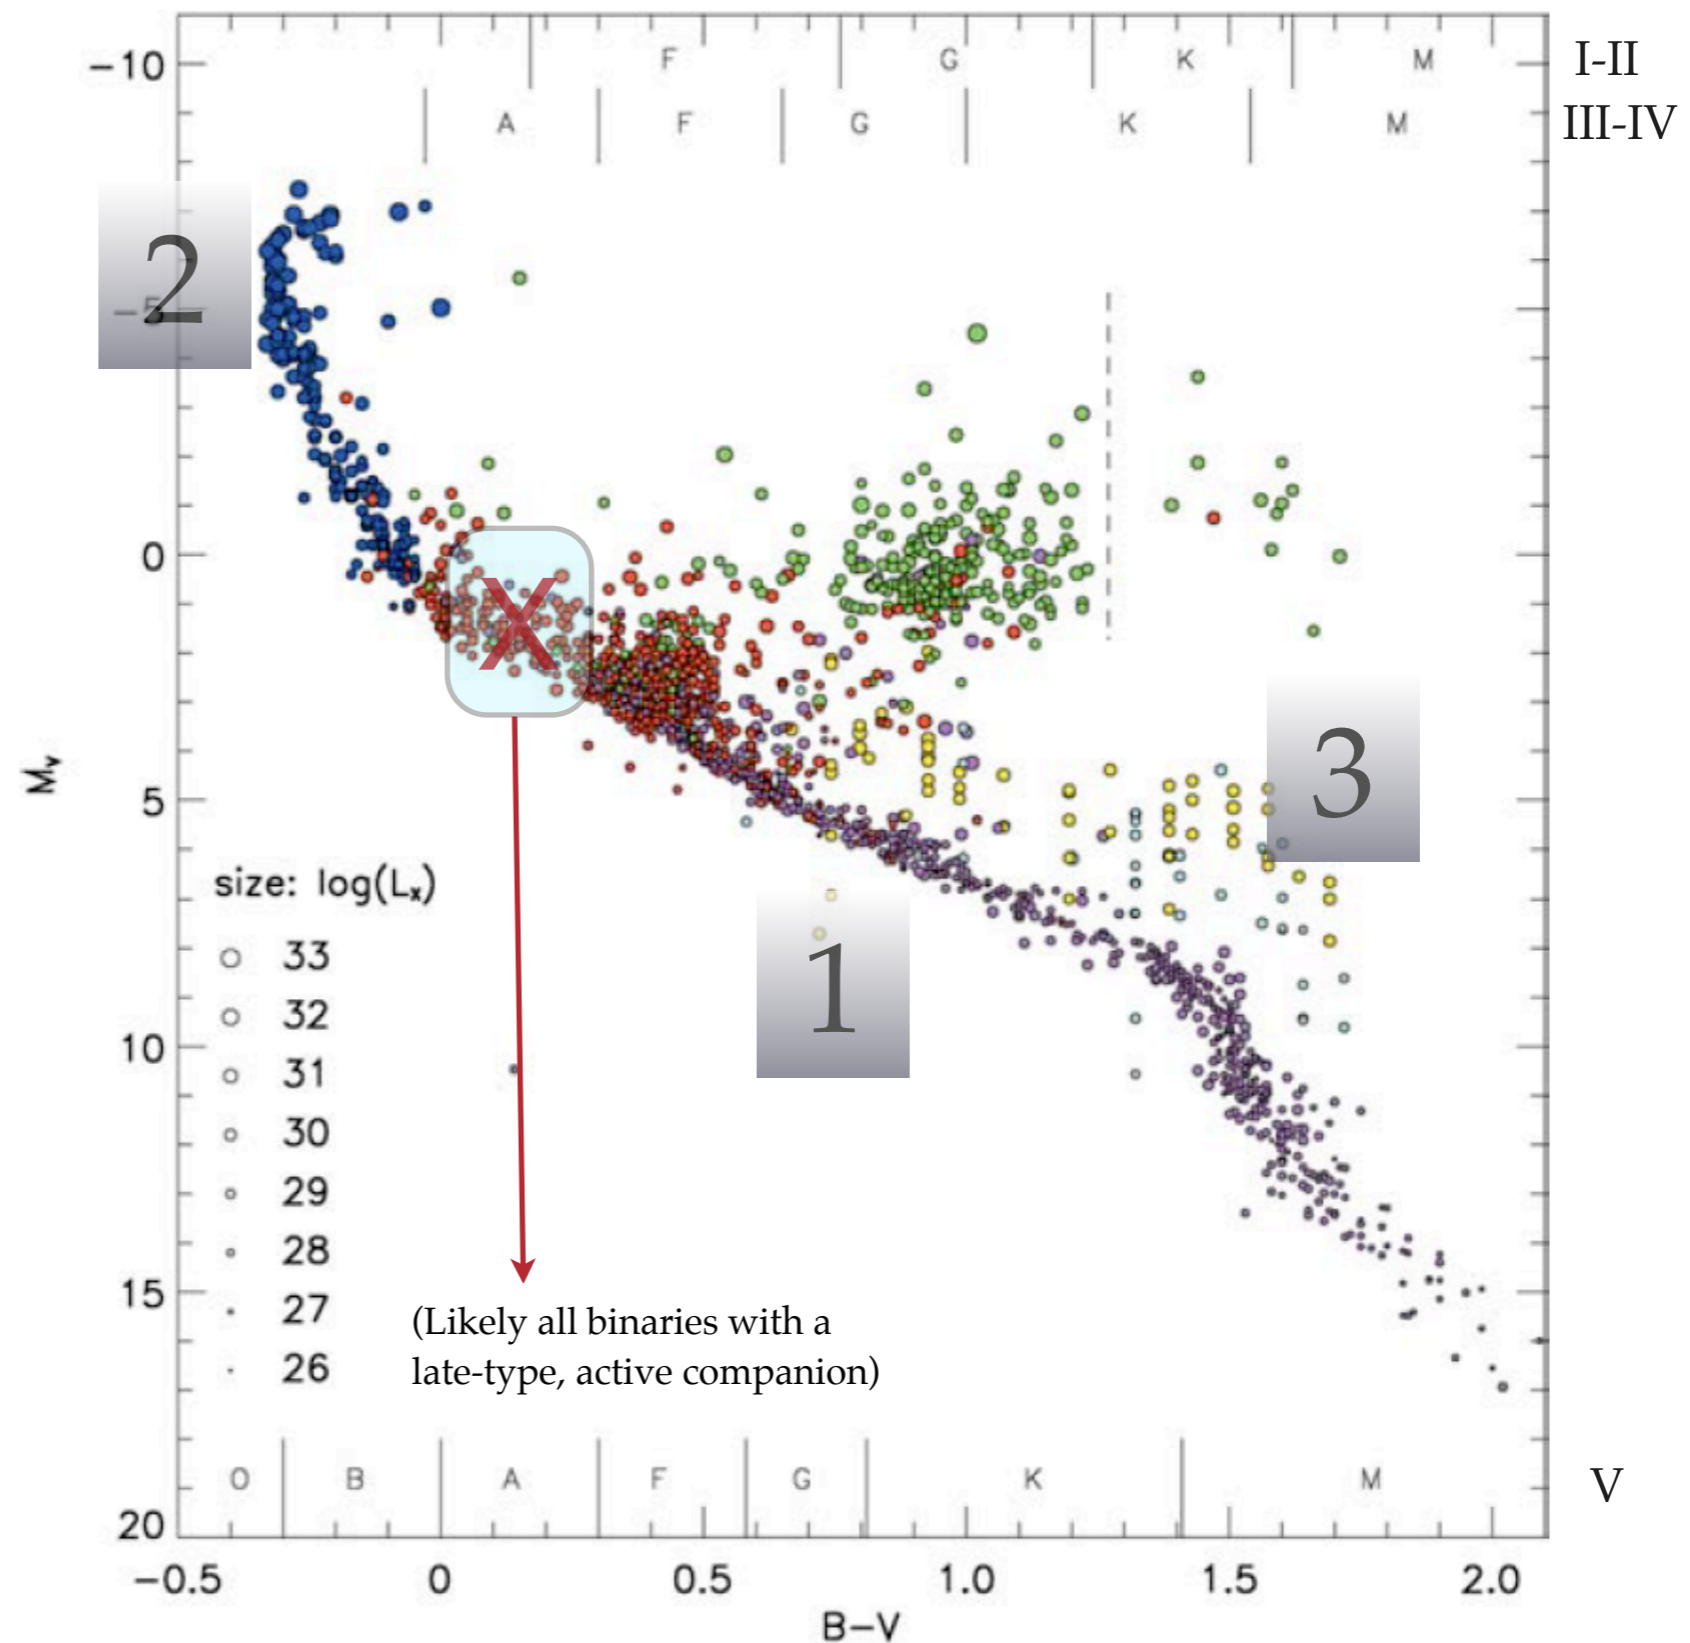 -10
F G K M I-II
A F G K M III-IV
2
-5
0
X
M_v
3
5
size: log(Lₓ)
1
33
32
31
10
30
29
28
15
27
(Likely all binaries with a
late-type, active companion)
26
O B A F G K M V
20
-0.5 0 0.5 1.0 1.5 2.0
B-V